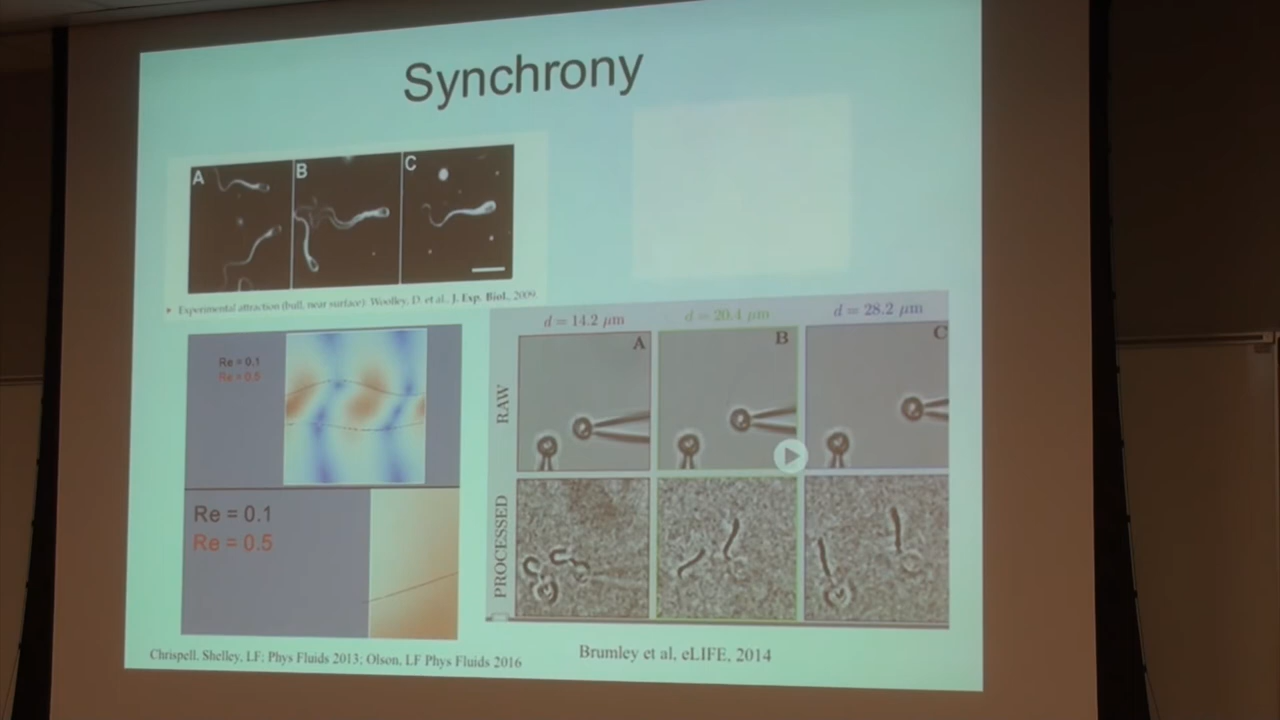 Synchrony
A
B
C
Experimental attraction (bull, near surface): Woolley, D. et al., J. Exp. Biol., 2009.
Re = 0.1
Re = 0.5
Re = 0.1
Re = 0.5
d = 14.2 μm
d = 20.4 μm
d = 28.2 μm
RAW
A
B
C
PROCESSED
Chrispell, Shelley, LF; Phys Fluids 2013; Olson, LF Phys Fluids 2016
Brumley et al, eLIFE, 2014